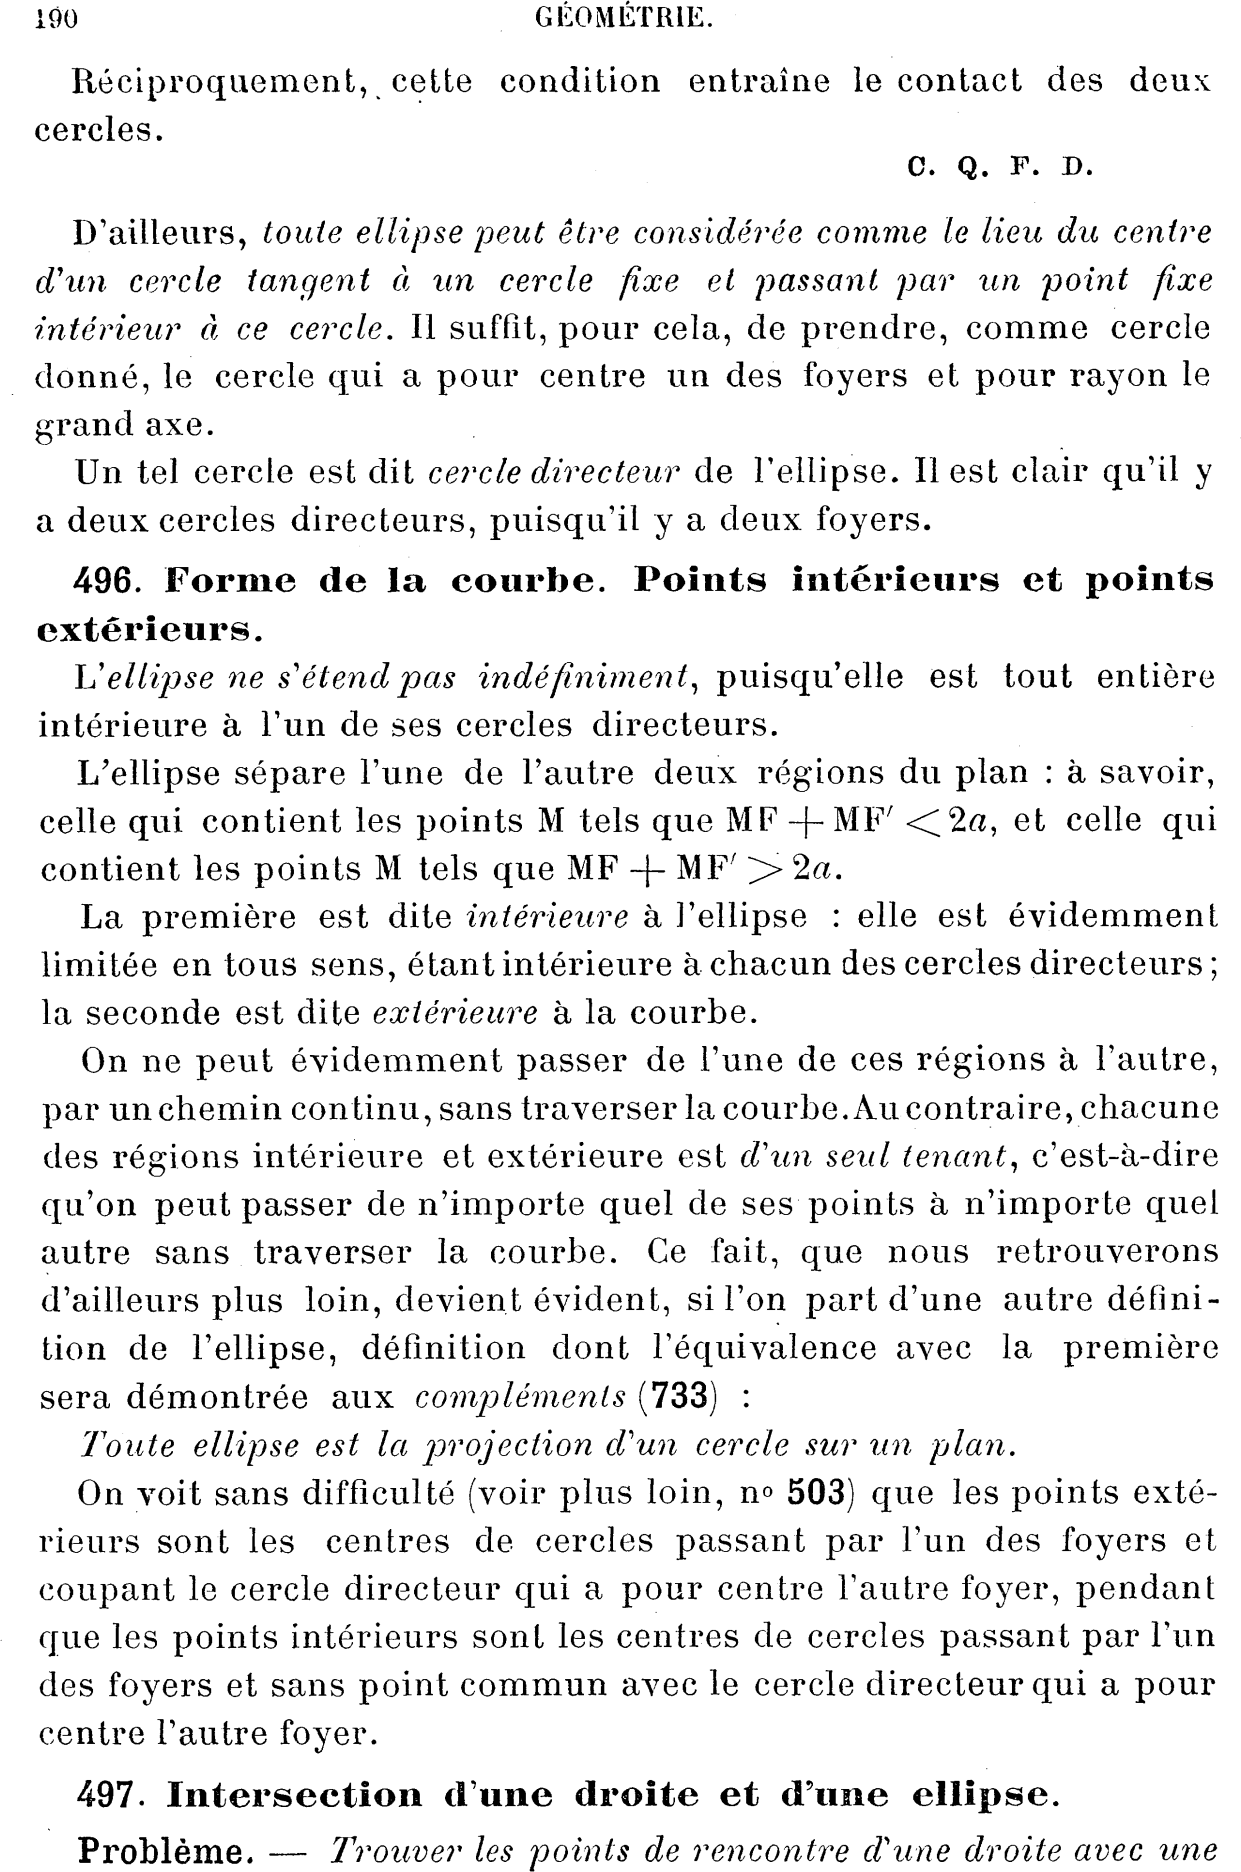 190 GÉOMÉTRIE.
Réciproquement, cette condition entraîne le contact des deux
cercles.
C. Q. F. D.
D'ailleurs, toute ellipse peut être considérée comme le lieu du centre
d'un cercle tangent à un cercle fixe et passant par un point fixe
intérieur à ce cercle. Il suffit, pour cela, de prendre, comme cercle
donné, le cercle qui a pour centre un des foyers et pour rayon le
grand axe.
Un tel cercle est dit cercle directeur de l'ellipse. Il est clair qu'il y
a deux cercles directeurs, puisqu'il y a deux foyers.
496. Forme de la courbe. Points intérieurs et points
extérieurs.
L'ellipse ne s'étend pas indéfiniment, puisqu'elle est tout entière
intérieure à l'un de ses cercles directeurs.
L'ellipse sépare l'une de l'autre deux régions du plan : à savoir,
celle qui contient les points M tels que MF + MF′ < 2a, et celle qui
contient les points M tels que MF + MF′ > 2a.
La première est dite intérieure à l'ellipse : elle est évidemment
limitée en tous sens, étant intérieure à chacun des cercles directeurs ;
la seconde est dite extérieure à la courbe.
On ne peut évidemment passer de l'une de ces régions à l'autre,
par un chemin continu, sans traverser la courbe. Au contraire, chacune
des régions intérieure et extérieure est d'un seul tenant, c'est-à-dire
qu'on peut passer de n'importe quel de ses points à n'importe quel
autre sans traverser la courbe. Ce fait, que nous retrouverons
d'ailleurs plus loin, devient évident, si l'on part d'une autre défini-
tion de l'ellipse, définition dont l'équivalence avec la première
sera démontrée aux compléments (733) :
Toute ellipse est la projection d'un cercle sur un plan.
On voit sans difficulté (voir plus loin, nº 503) que les points exté-
rieurs sont les centres de cercles passant par l'un des foyers et
coupant le cercle directeur qui a pour centre l'autre foyer, pendant
que les points intérieurs sont les centres de cercles passant par l'un
des foyers et sans point commun avec le cercle directeur qui a pour
centre l'autre foyer.
497. Intersection d'une droite et d'une ellipse.
Problème. — Trouver les points de rencontre d'une droite avec une